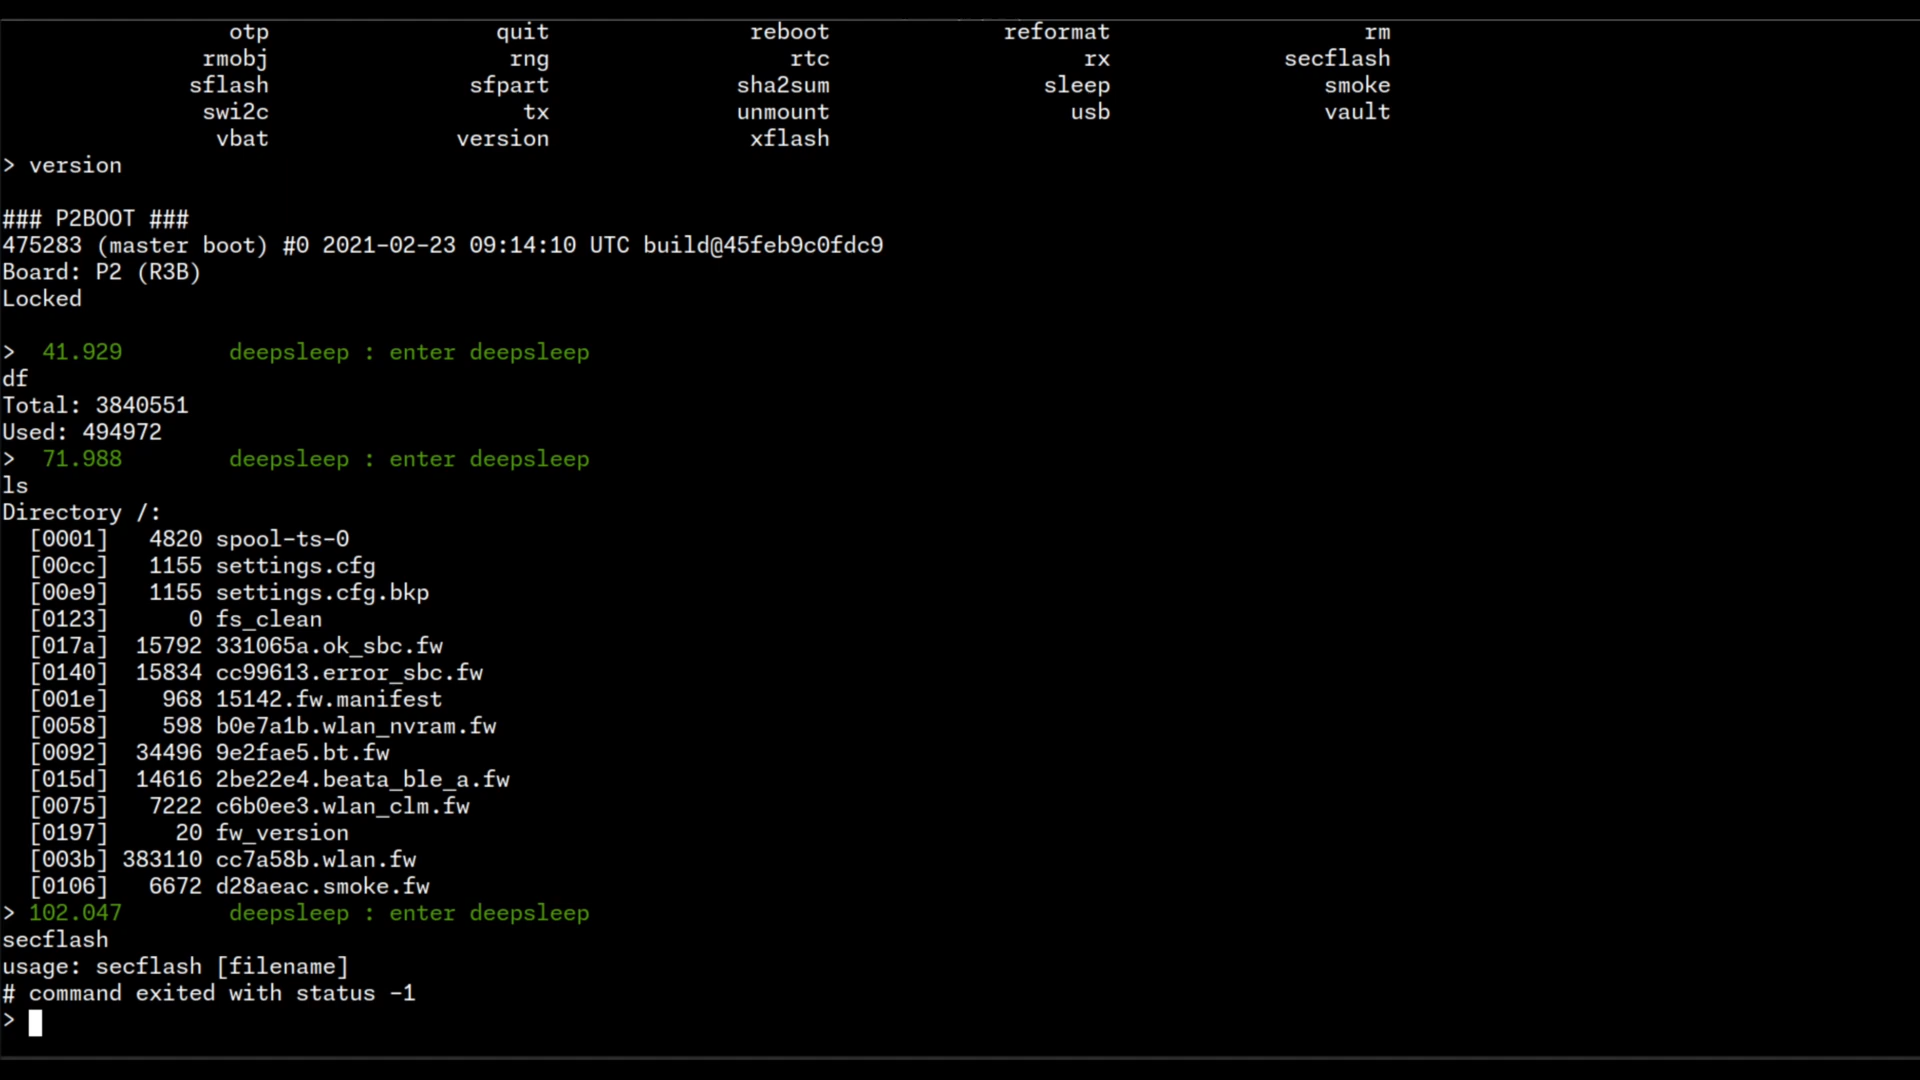 otp quit reboot reformat rm
rmobj rng rtc rx secflash
sflash sfpart sha2sum sleep smoke
swi2c tx unmount usb vault
vbat version xflash
> version
### P2BOOT ###
475283 (master boot) #0 2021-02-23 09:14:10 UTC build@45feb9c0fdc9
Board: P2 (R3B)
Locked
> 41.929 deepsleep : enter deepsleep
df
Total: 3840551
Used: 494972
> 71.988 deepsleep : enter deepsleep
ls
Directory /:
[0001] 4820 spool-ts-0
[00cc] 1155 settings.cfg
[00e9] 1155 settings.cfg.bkp
[0123] 0 fs_clean
[017a] 15792 331065a.ok_sbc.fw
[0140] 15834 cc99613.error_sbc.fw
[001e] 968 15142.fw.manifest
[0058] 598 b0e7a1b.wlan_nvram.fw
[0092] 34496 9e2fae5.bt.fw
[015d] 14616 2be22e4.beata_ble_a.fw
[0075] 7222 c6b0ee3.wlan_clm.fw
[0197] 20 fw_version
[003b] 383110 cc7a58b.wlan.fw
[0106] 6672 d28aeac.smoke.fw
> 102.047 deepsleep : enter deepsleep
secflash
usage: secflash [filename]
# command exited with status -1
>